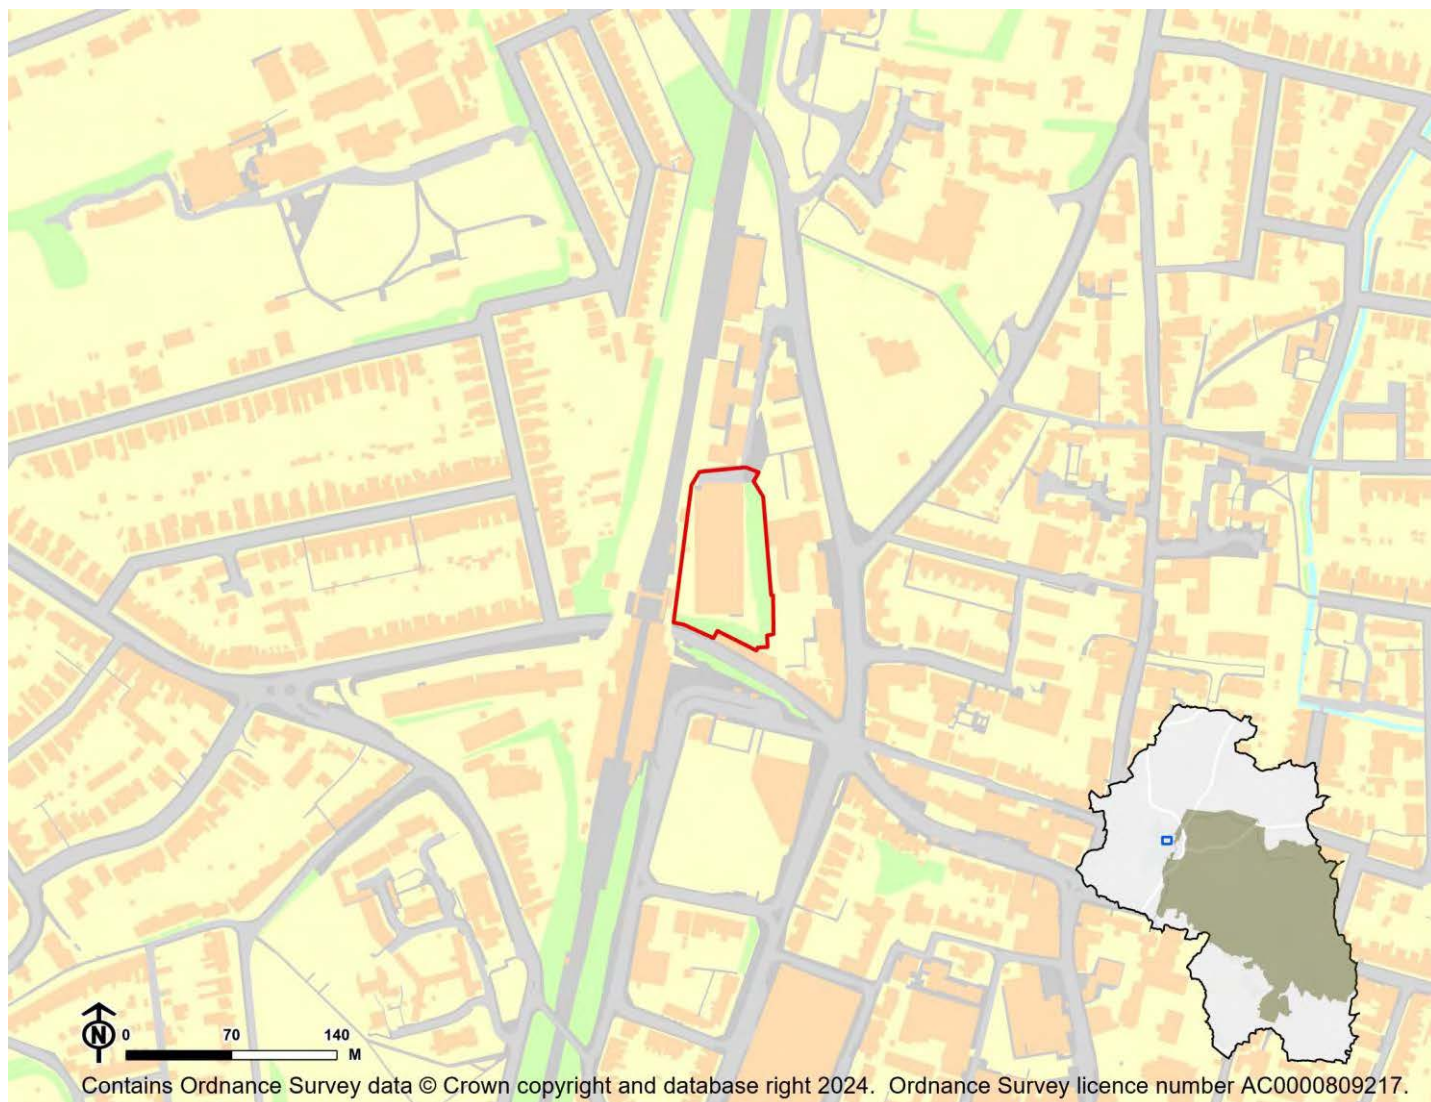 N
0 70 140
M
Contains Ordnance Survey data © Crown copyright and database right 2024. Ordnance Survey licence number AC0000809217.